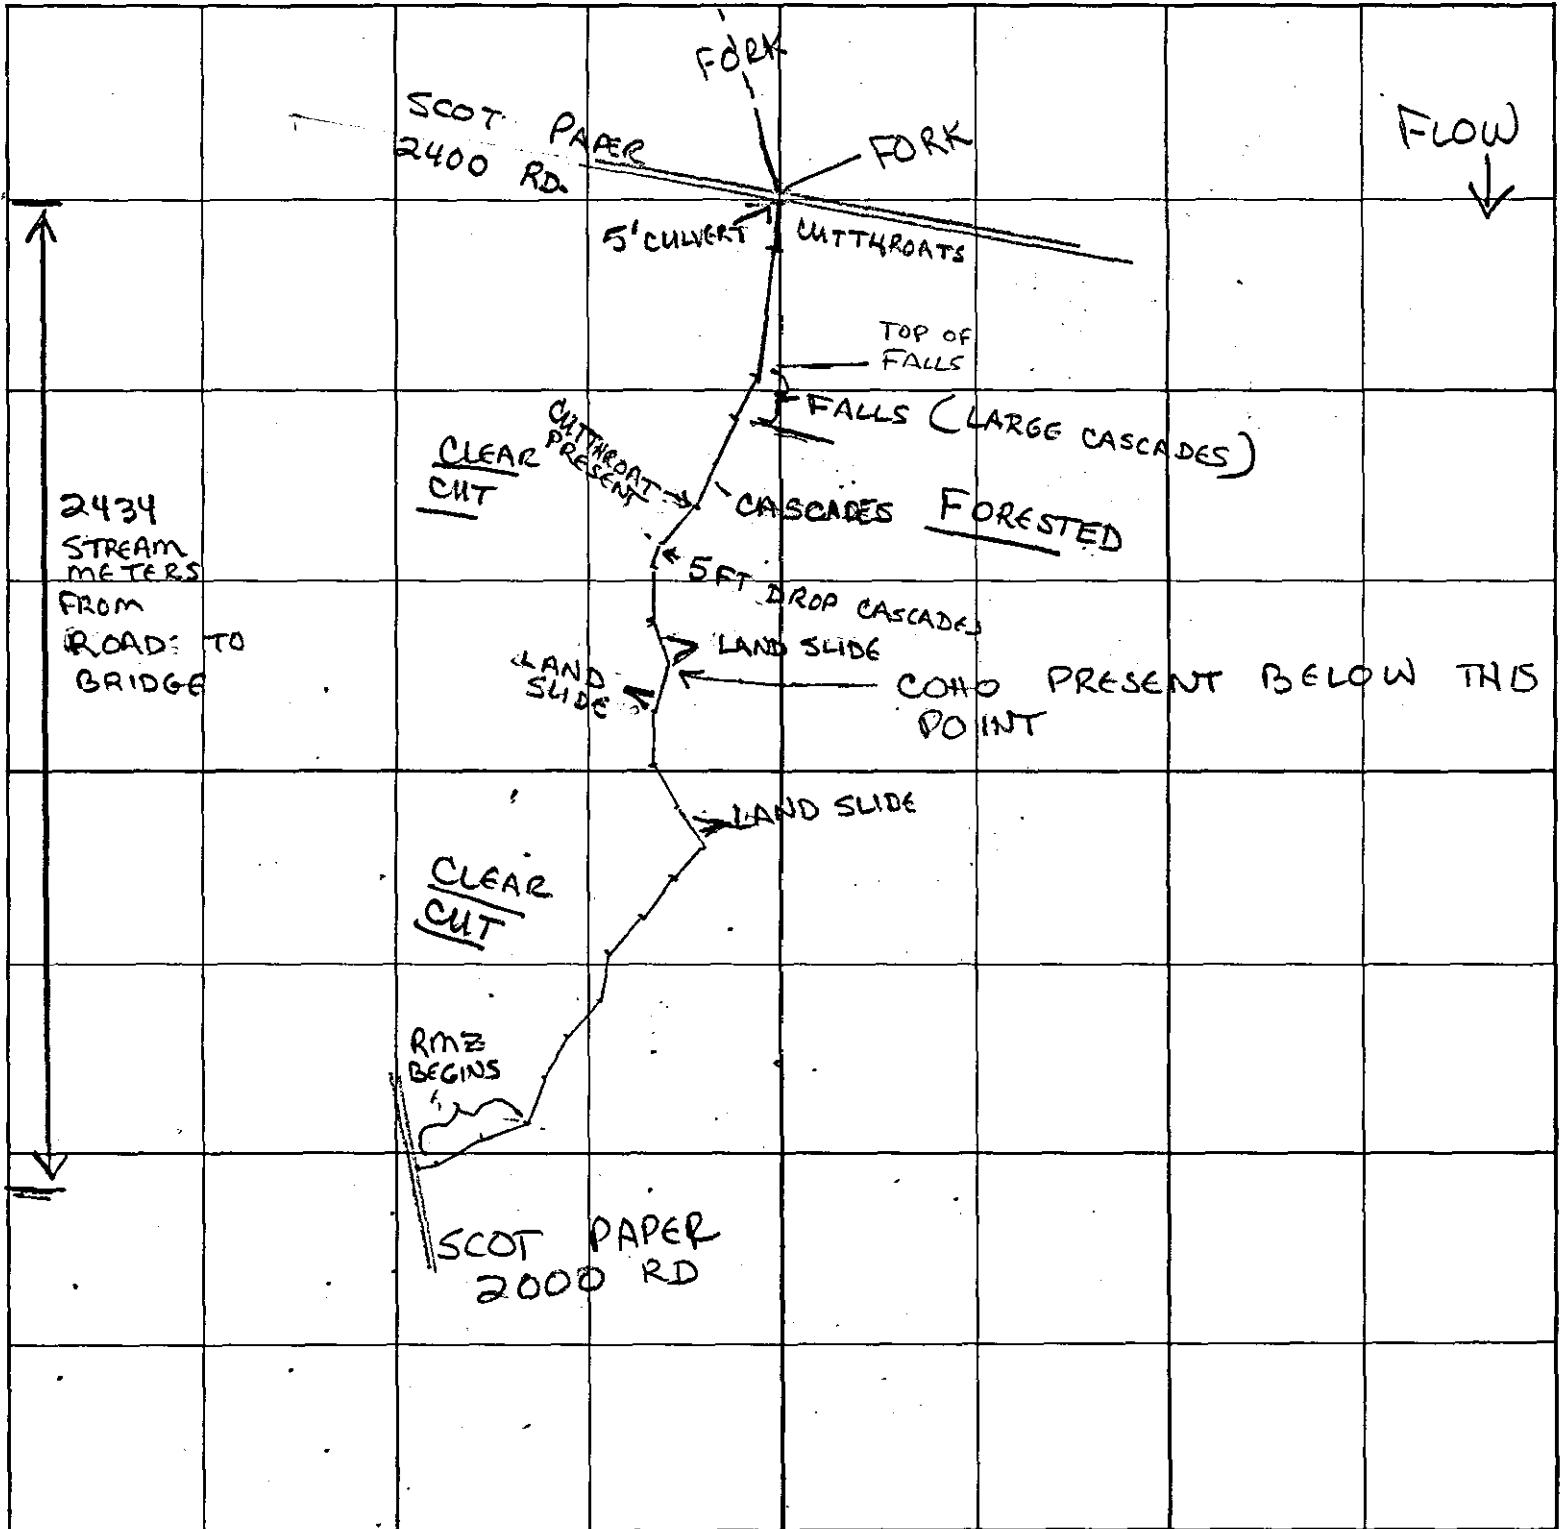 FORK
SCOT PAPER
2400 RD.
FORK
FLOW
5' CULVERT
CUTTHROATS
TOP OF
FALLS
FALLS (LARGE CASCADES)
CUTTHROAT
PRESENT
CLEAR
CUT
CASCADES
FORESTED
2434
STREAM
METERS
FROM
ROAD TO
BRIDGE
5 FT DROP CASCADES
LAND SLIDE
LAND
SLIDE
COHO PRESENT BELOW THIS
POINT
LAND SLIDE
CLEAR
CUT
RMZ
BEGINS
SCOT PAPER
2000 RD